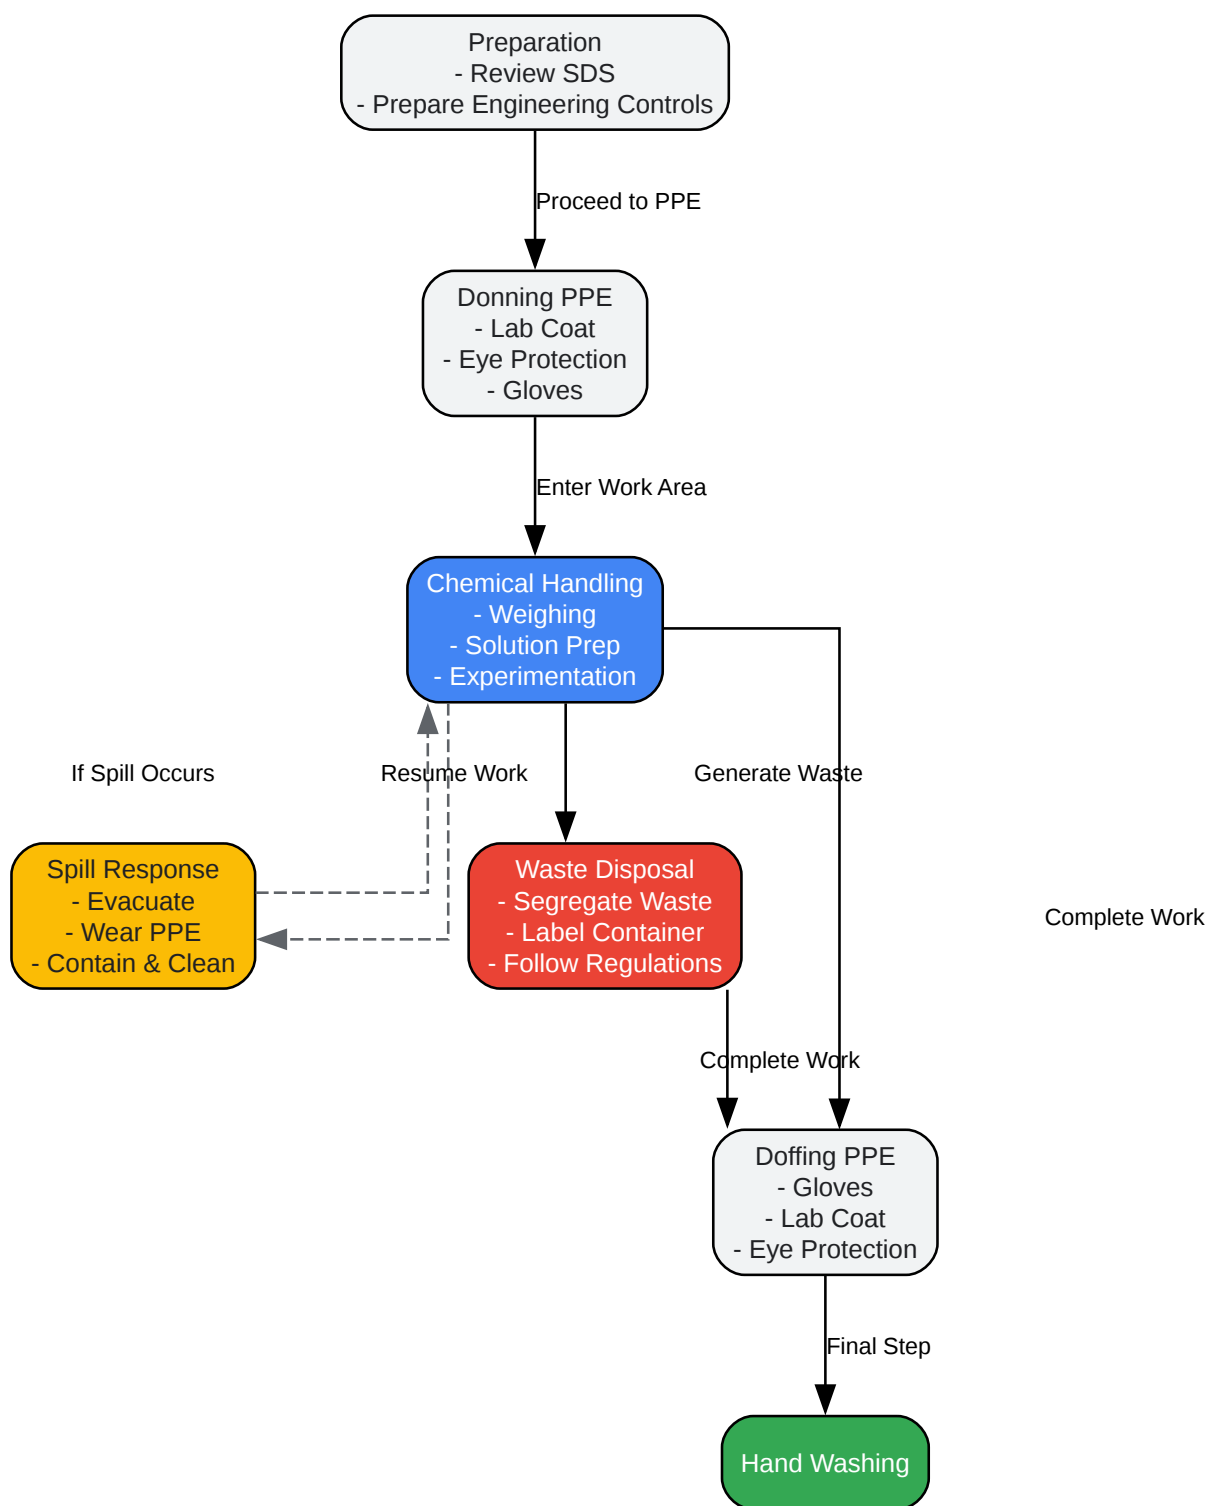 Preparation
- Review SDS
- Prepare Engineering Controls
Proceed to PPE
Donning PPE
- Lab Coat
- Eye Protection
- Gloves
Enter Work Area
Chemical Handling
- Weighing
- Solution Prep
- Experimentation
If Spill Occurs
Resume Work
Generate Waste
Spill Response
- Evacuate
- Wear PPE
- Contain & Clean
Waste Disposal
- Segregate Waste
- Label Container
- Follow Regulations
Complete Work
Complete Work
Doffing PPE
- Gloves
- Lab Coat
- Eye Protection
Final Step
Hand Washing